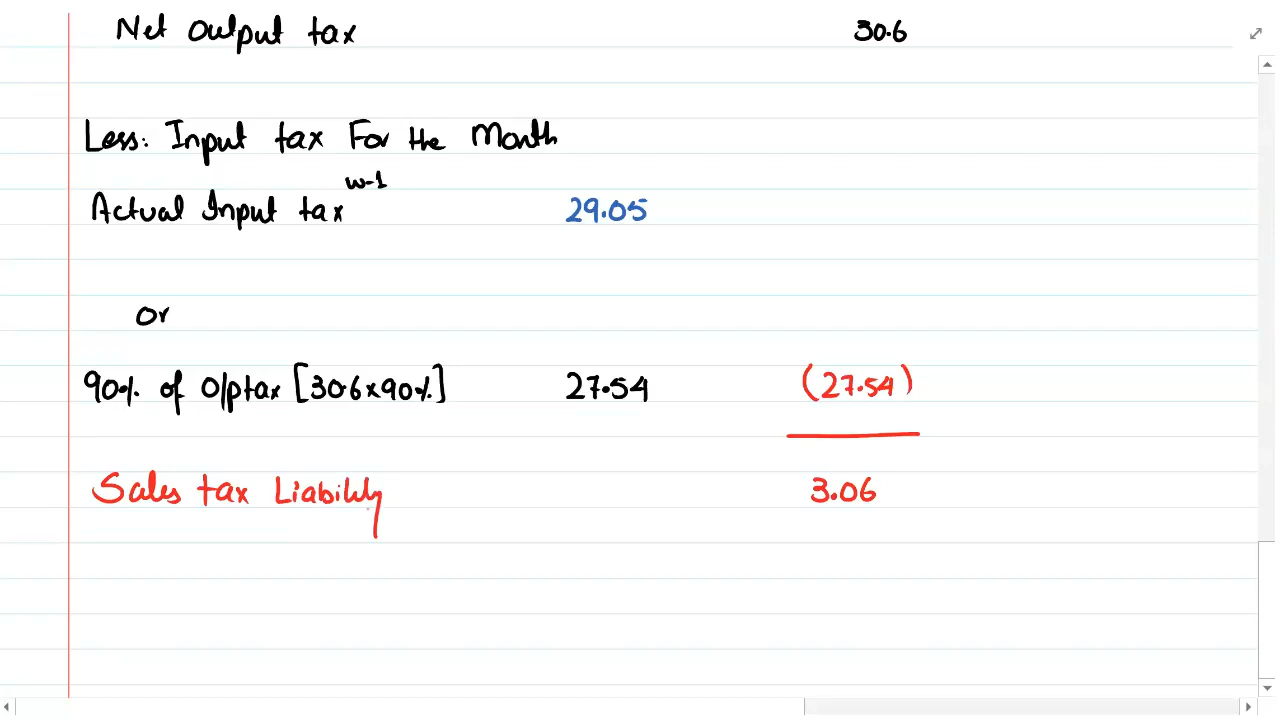 Net Output tax 30.6
Less: Input tax For the Month
w-1
Actual Input tax 29.05
Or
90% of O/ptax [30.6x90%] 27.54 (27.54)
Sales tax Liability 3.06